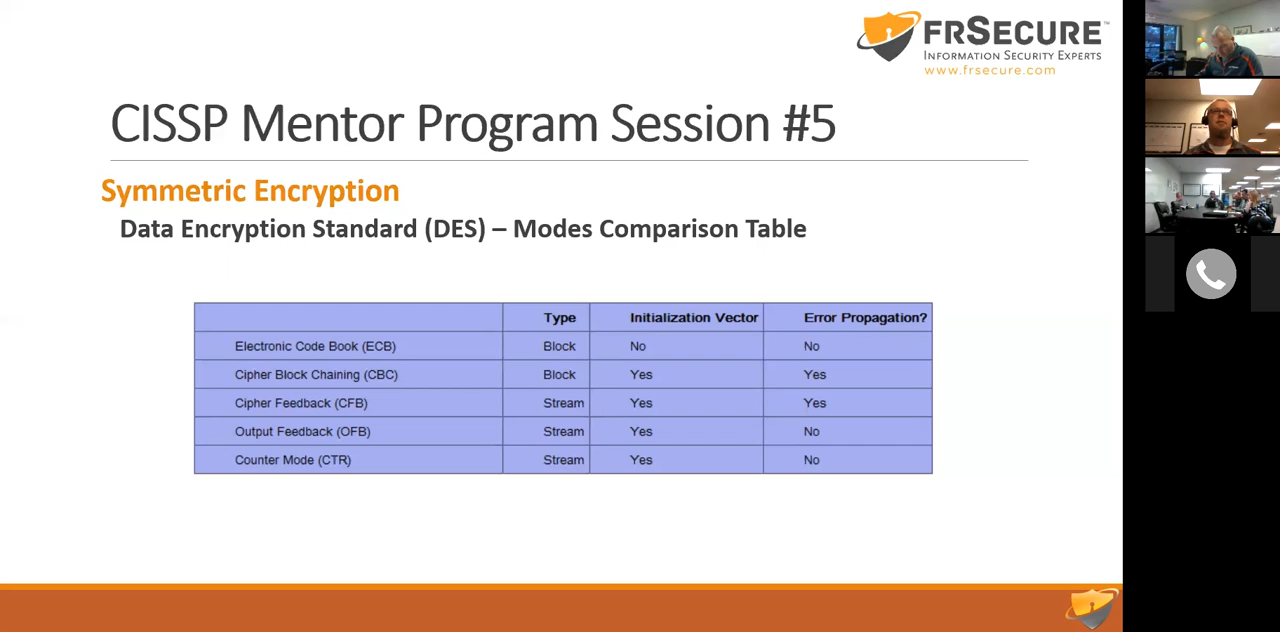 FRSECURE™
INFORMATION SECURITY EXPERTS
www.frsecure.com
CISSP Mentor Program Session #5
Symmetric Encryption
Data Encryption Standard (DES) – Modes Comparison Table
Type Initialization Vector Error Propagation?
Electronic Code Book (ECB) Block No No
Cipher Block Chaining (CBC) Block Yes Yes
Cipher Feedback (CFB) Stream Yes Yes
Output Feedback (OFB) Stream Yes No
Counter Mode (CTR) Stream Yes No